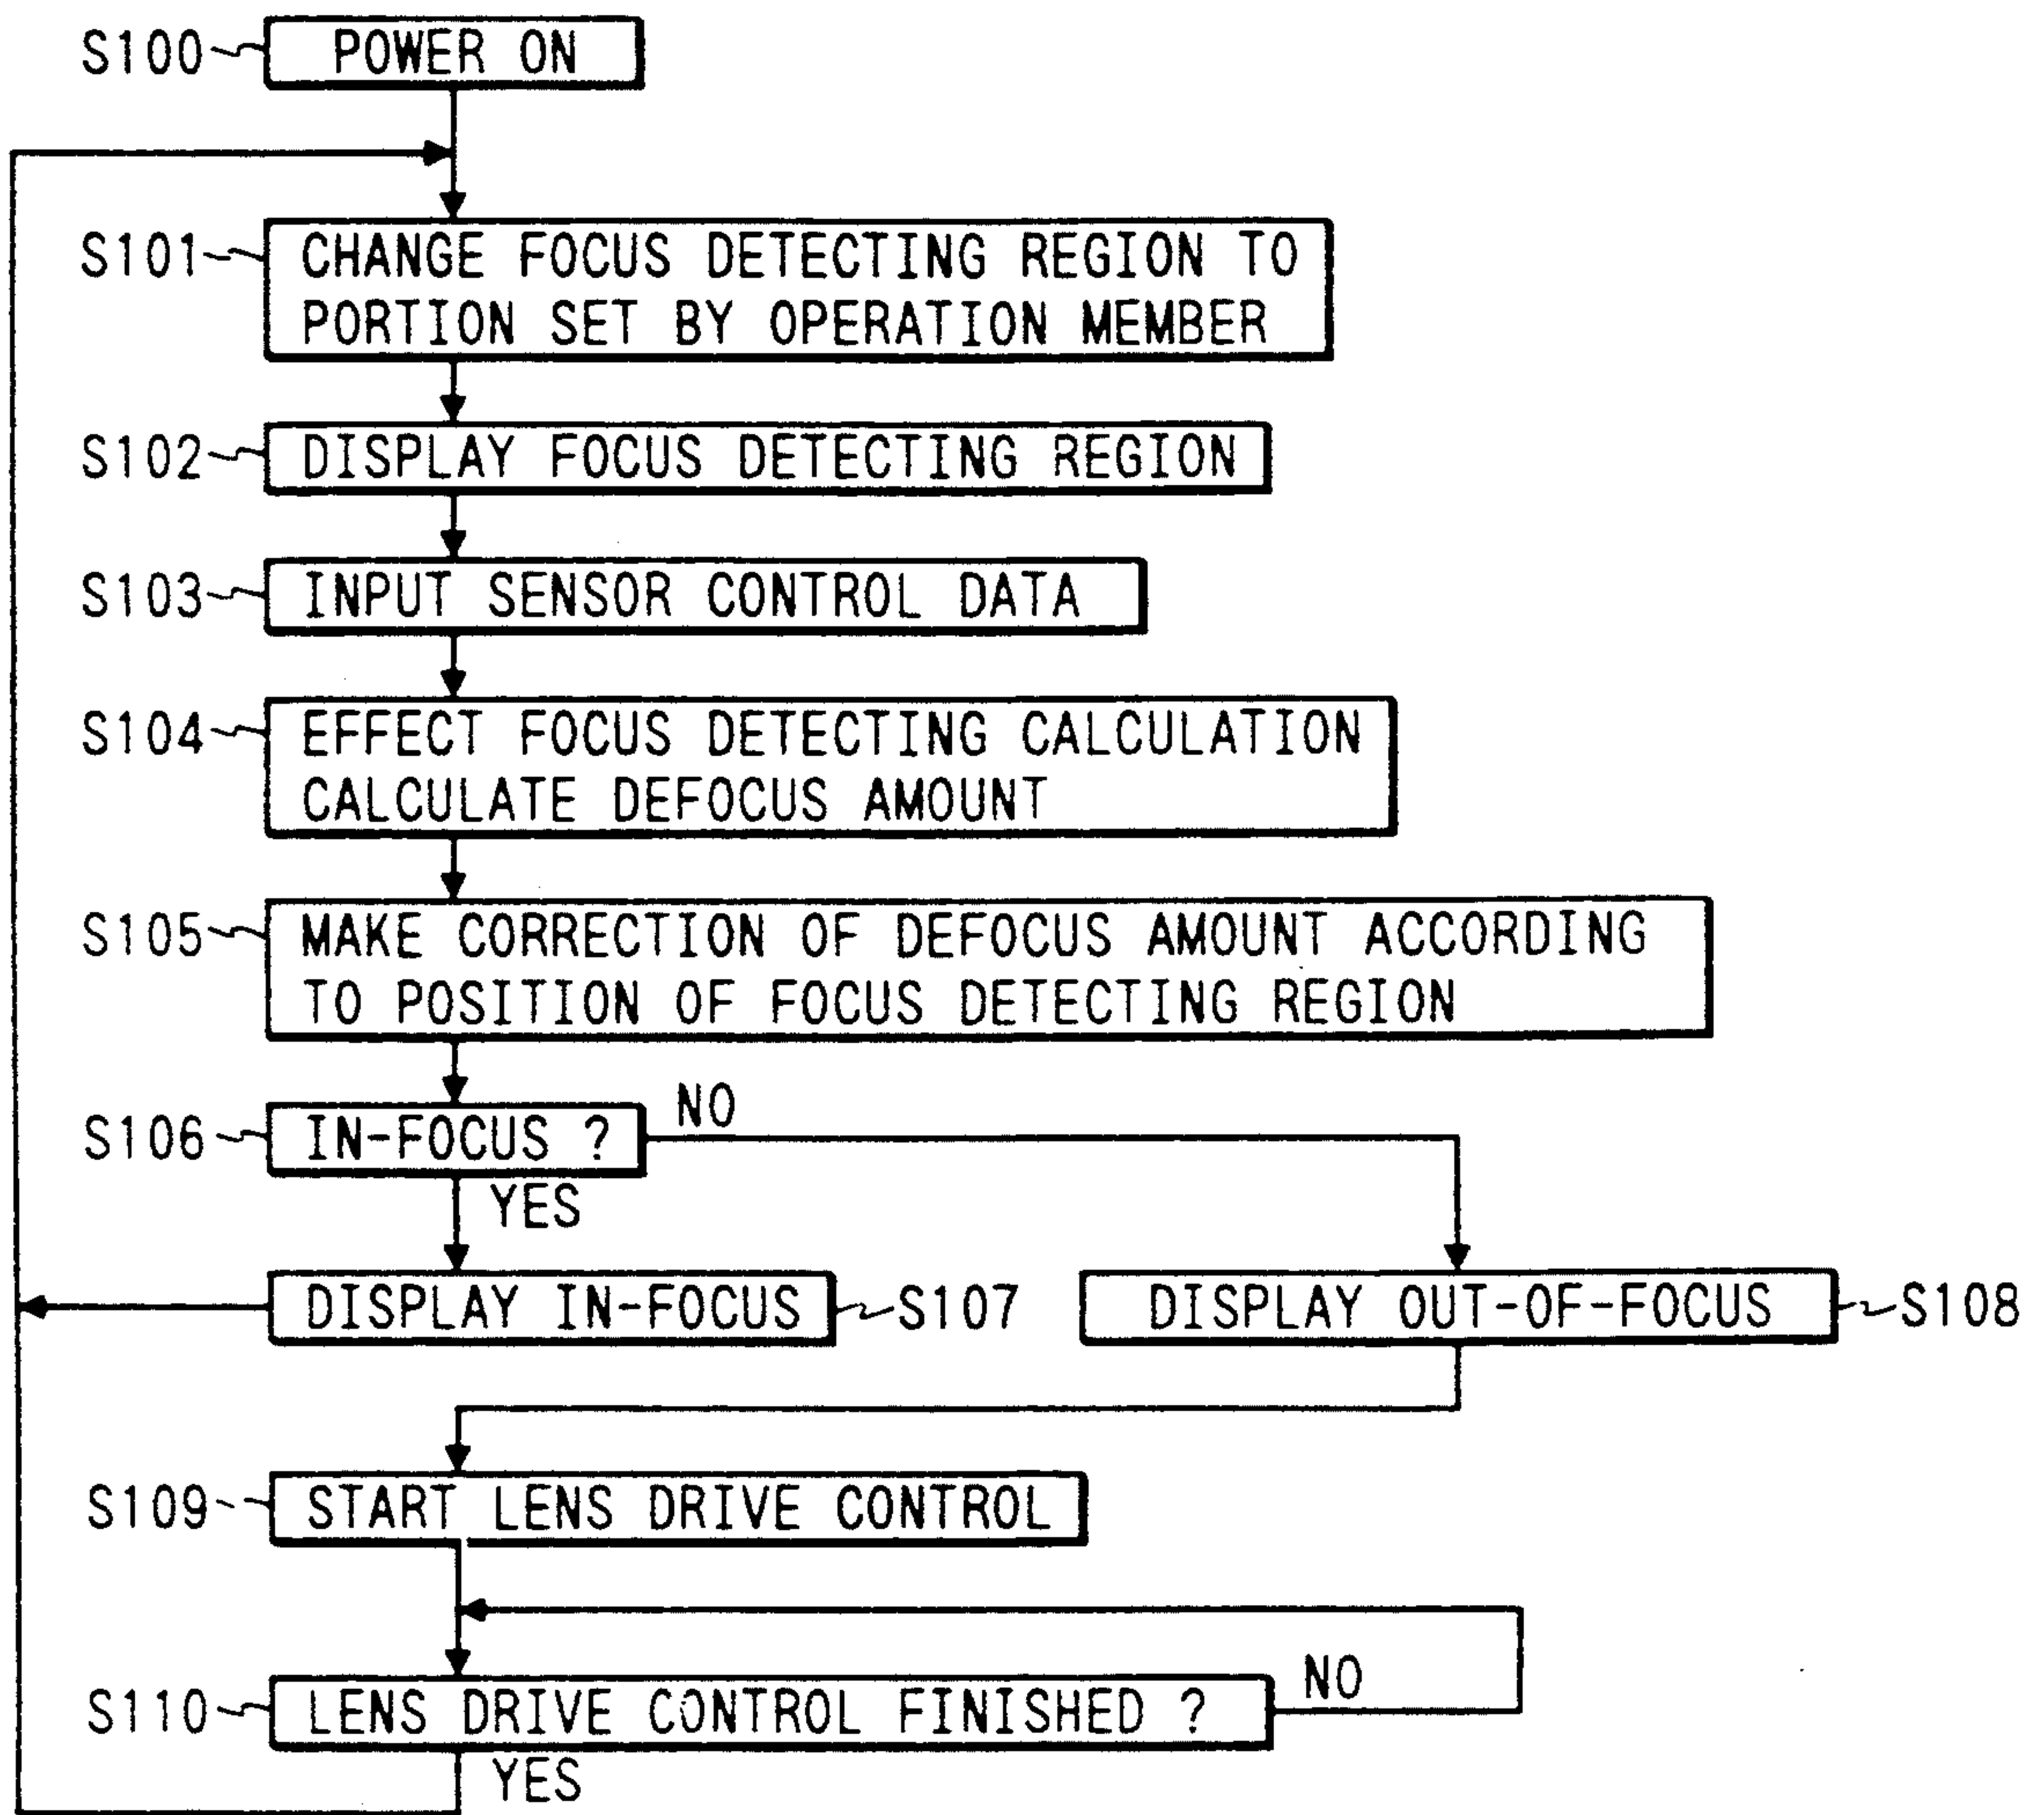 S100 POWER ON
S101 CHANGE FOCUS DETECTING REGION TO
PORTION SET BY OPERATION MEMBER
S102 DISPLAY FOCUS DETECTING REGION
S103 INPUT SENSOR CONTROL DATA
S104 EFFECT FOCUS DETECTING CALCULATION
CALCULATE DEFOCUS AMOUNT
S105 MAKE CORRECTION OF DEFOCUS AMOUNT ACCORDING
TO POSITION OF FOCUS DETECTING REGION
S106 IN-FOCUS ? NO
YES
DISPLAY IN-FOCUS S107
DISPLAY OUT-OF-FOCUS S108
S109 START LENS DRIVE CONTROL
S110 LENS DRIVE CONTROL FINISHED ? NO
YES